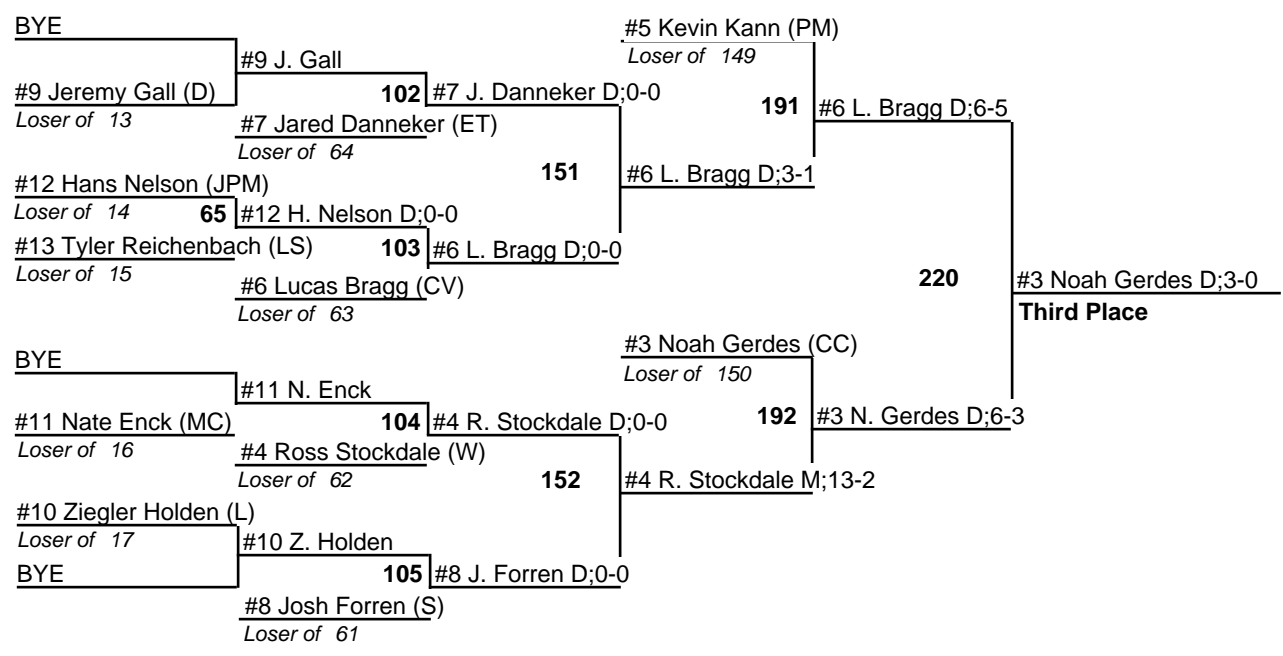 BYE
#5 Kevin Kann (PM)
Loser of 149
#9 J. Gall
#9 Jeremy Gall (D)
102
#7 J. Danneker D;0-0
191
#6 L. Bragg D;6-5
Loser of 13
#7 Jared Danneker (ET)
Loser of 64
151
#6 L. Bragg D;3-1
#12 Hans Nelson (JPM)
Loser of 14
65
#12 H. Nelson D;0-0
#13 Tyler Reichenbach (LS)
103
#6 L. Bragg D;0-0
Loser of 15
220
#3 Noah Gerdes D;3-0
#6 Lucas Bragg (CV)
Loser of 63
Third Place
BYE
#3 Noah Gerdes (CC)
Loser of 150
#11 N. Enck
#11 Nate Enck (MC)
104
#4 R. Stockdale D;0-0
192
#3 N. Gerdes D;6-3
Loser of 16
#4 Ross Stockdale (W)
Loser of 62
152
#4 R. Stockdale M;13-2
#10 Ziegler Holden (L)
Loser of 17
#10 Z. Holden
BYE
105
#8 J. Forren D;0-0
#8 Josh Forren (S)
Loser of 61